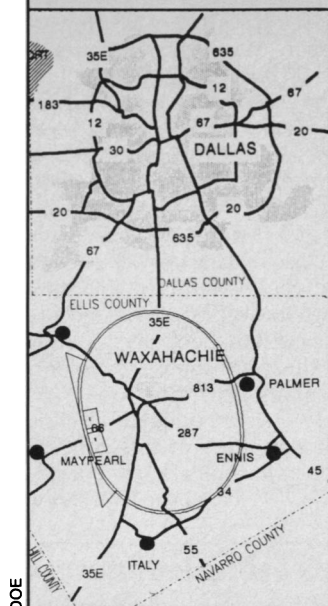 35E
635
ORT
12
67
183
12
67
20
30
DALLAS
20
20
635
67
DALLAS COUNTY
ELLIS COUNTY
35E
WAXAHACHIE
813
PALMER
66
287
MAYPEARL
ENNIS
45
34
55
ITALY
NAVARRO COUNTY
HILL COUNTY
35E
DOE